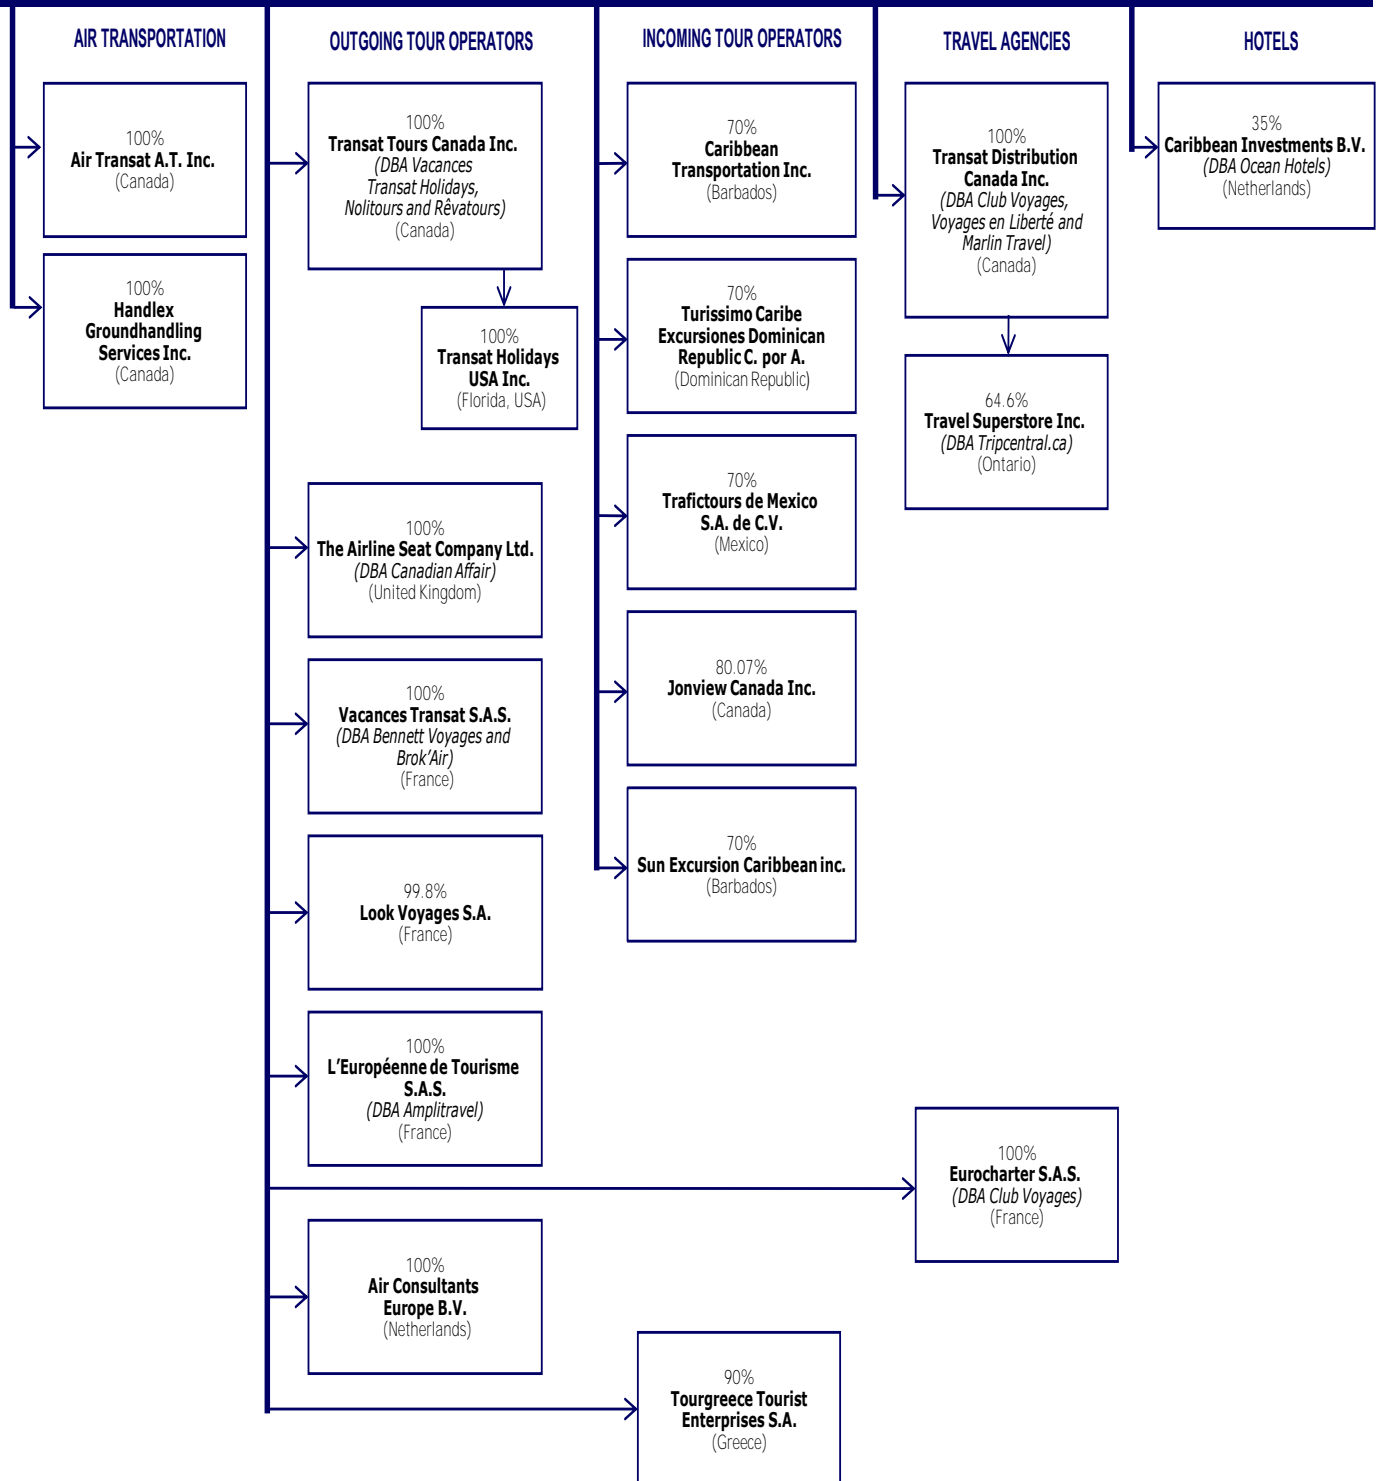 AIR TRANSPORTATION
100%
Air Transat A.T. Inc.
(Canada)
100%
Handlex
Groundhandling
Services Inc.
(Canada)
OUTGOING TOUR OPERATORS
100%
Transat Tours Canada Inc.
(DBA Vacances
Transat Holidays,
Nolitours and Rêvatours)
(Canada)
100%
Transat Holidays
USA Inc.
(Florida, USA)
100%
The Airline Seat Company Ltd.
(DBA Canadian Affair)
(United Kingdom)
100%
Vacances Transat S.A.S.
(DBA Bennett Voyages and
Brok’Air)
(France)
99.8%
Look Voyages S.A.
(France)
100%
L’Européenne de Tourisme
S.A.S.
(DBA Amplitravel)
(France)
100%
Air Consultants
Europe B.V.
(Netherlands)
INCOMING TOUR OPERATORS
70%
Caribbean
Transportation Inc.
(Barbados)
70%
Turissimo Caribe
Excursiones Dominican
Republic C. por A.
(Dominican Republic)
70%
Trafictours de Mexico
S.A. de C.V.
(Mexico)
80.07%
Jonview Canada Inc.
(Canada)
70%
Sun Excursion Caribbean inc.
(Barbados)
90%
Tourgreece Tourist
Enterprises S.A.
(Greece)
TRAVEL AGENCIES
100%
Transat Distribution
Canada Inc.
(DBA Club Voyages,
Voyages en Liberté and
Marlin Travel)
(Canada)
64.6%
Travel Superstore Inc.
(DBA Tripcentral.ca)
(Ontario)
100%
Eurocharter S.A.S.
(DBA Club Voyages)
(France)
HOTELS
35%
Caribbean Investments B.V.
(DBA Ocean Hotels)
(Netherlands)